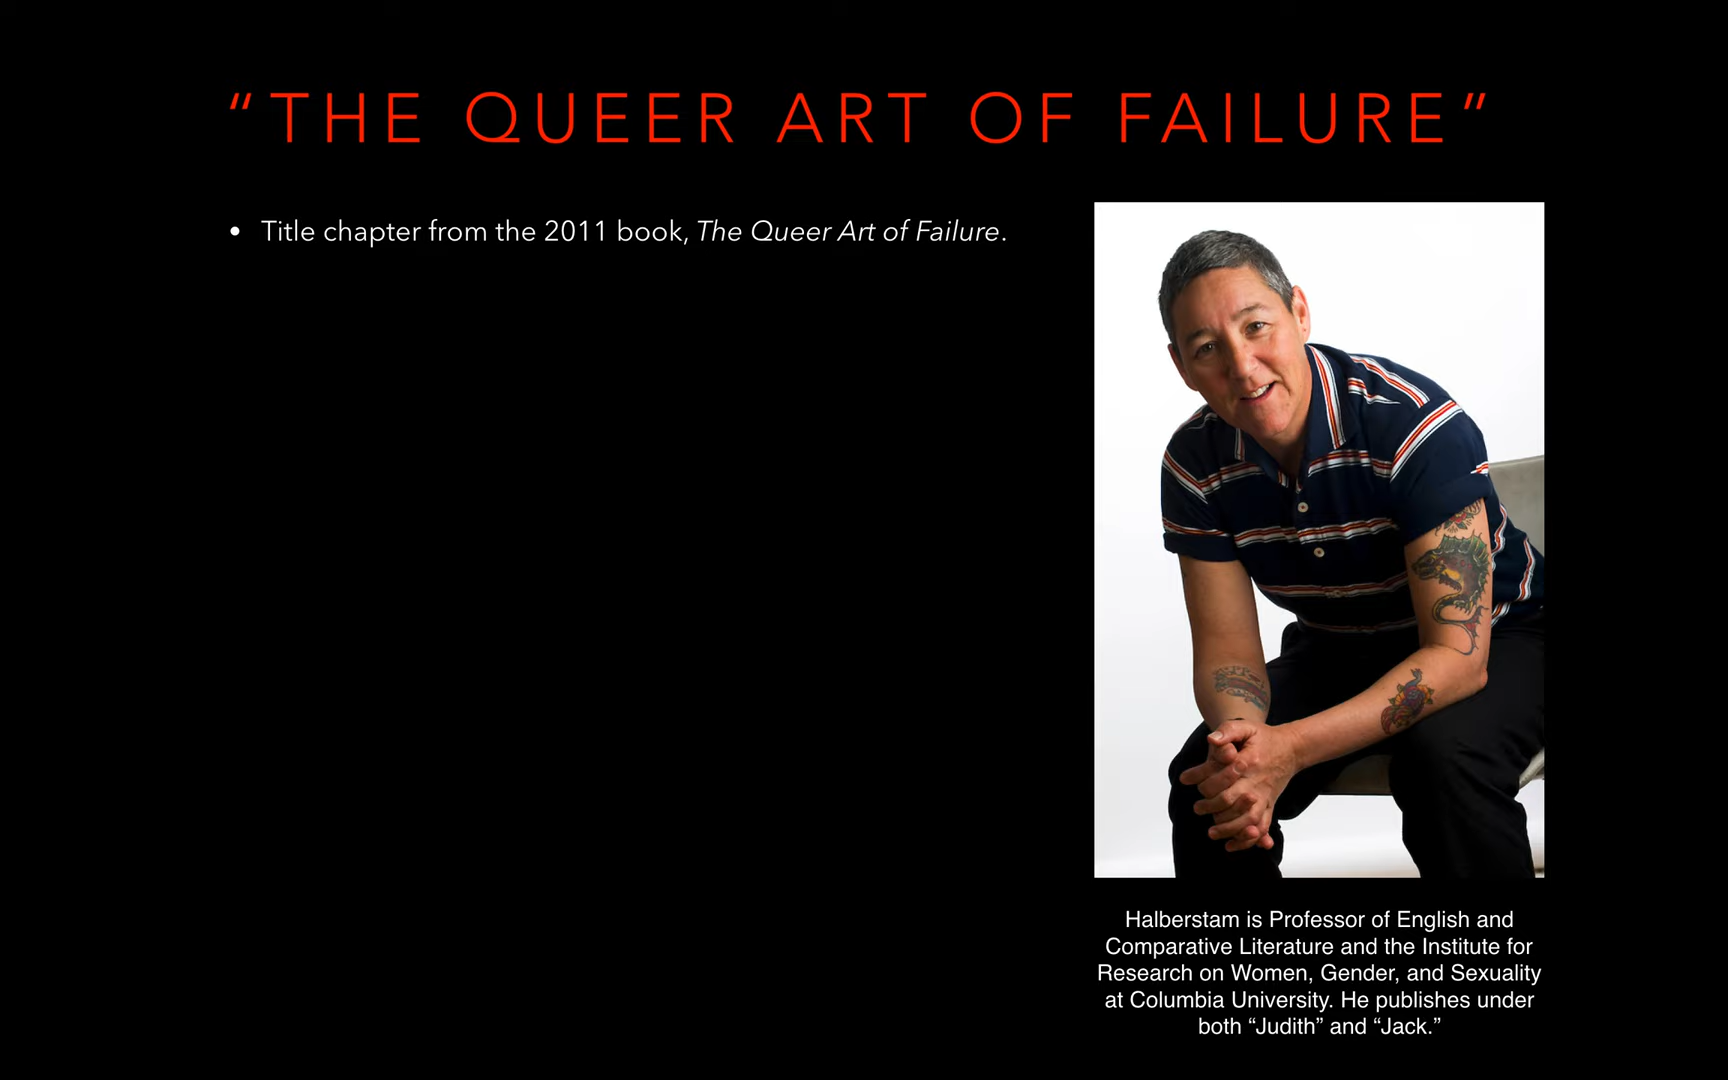 “THE QUEER ART OF FAILURE”
• Title chapter from the 2011 book, The Queer Art of Failure.
Halberstam is Professor of English and
Comparative Literature and the Institute for
Research on Women, Gender, and Sexuality
at Columbia University. He publishes under
both “Judith” and “Jack.”